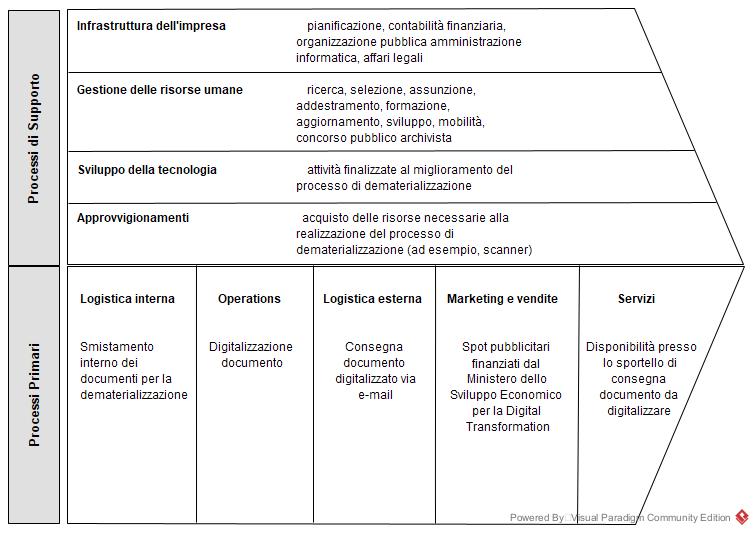 Processi di Supporto
Infrastruttura dell'impresa
pianificazione, contabilità finanziaria,
organizzazione pubblica amministrazione
informatica, affari legali
Gestione delle risorse umane
ricerca, selezione, assunzione,
addestramento, formazione,
aggiornamento, sviluppo, mobilità,
concorso pubblico archivista
Sviluppo della tecnologia
attività finalizzate al miglioramento del
processo di dematerializzazione
Approvvigionamenti
acquisto delle risorse necessarie alla
realizzazione del processo di
dematerializzazione (ad esempio, scanner)
Processi Primari
Logistica interna
Smistamento
interno dei
documenti per la
dematerializzazione
Operations
Digitalizzazione
documento
Logistica esterna
Consegna
documento
digitalizzato via
e-mail
Marketing e vendite
Spot pubblicitari
finanziati dal
Ministero dello
Sviluppo Economico
per la Digital
Transformation
Servizi
Disponibilità presso
lo sportello di
consegna
documento da
digitalizzare
Powered By Visual Paradigm Community Edition